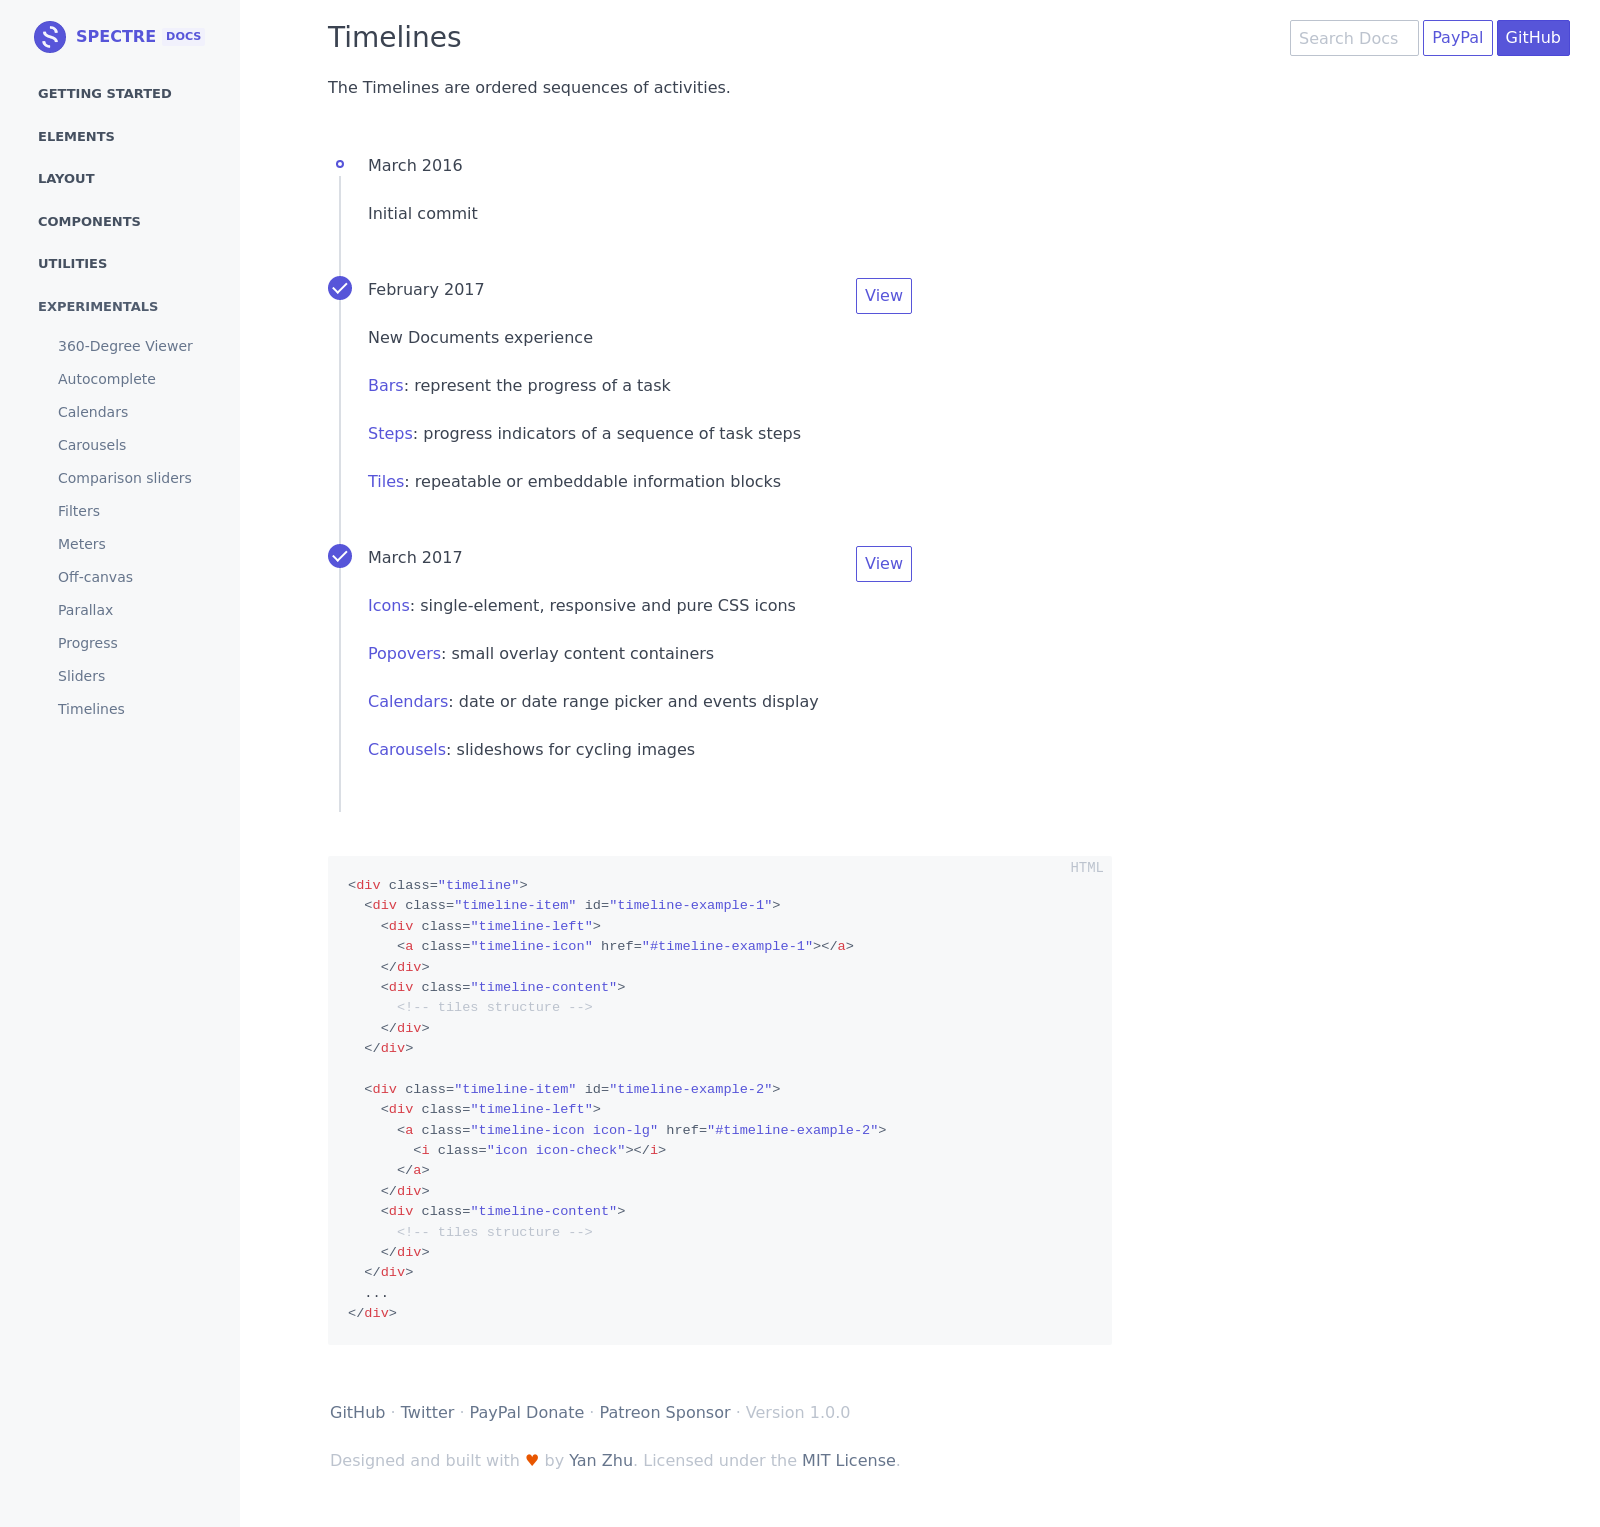 SPECTRE DOCS
GETTING STARTED
ELEMENTS
LAYOUT
COMPONENTS
UTILITIES
EXPERIMENTALS
360-Degree Viewer
Autocomplete
Calendars
Carousels
Comparison sliders
Filters
Meters
Off-canvas
Parallax
Progress
Sliders
Timelines
Timelines
Search Docs PayPal GitHub
The Timelines are ordered sequences of activities.
March 2016
Initial commit
February 2017 View
New Documents experience
Bars: represent the progress of a task
Steps: progress indicators of a sequence of task steps
Tiles: repeatable or embeddable information blocks
March 2017 View
Icons: single-element, responsive and pure CSS icons
Popovers: small overlay content containers
Calendars: date or date range picker and events display
Carousels: slideshows for cycling images
HTML
<div class="timeline">
  <div class="timeline-item" id="timeline-example-1">
    <div class="timeline-left">
      <a class="timeline-icon" href="#timeline-example-1"></a>
    </div>
    <div class="timeline-content">
      <!-- tiles structure -->
    </div>
  </div>

  <div class="timeline-item" id="timeline-example-2">
    <div class="timeline-left">
      <a class="timeline-icon icon-lg" href="#timeline-example-2">
        <i class="icon icon-check"></i>
      </a>
    </div>
    <div class="timeline-content">
      <!-- tiles structure -->
    </div>
  </div>
  ...
</div>
GitHub · Twitter · PayPal Donate · Patreon Sponsor · Version 1.0.0
Designed and built with ♥ by Yan Zhu. Licensed under the MIT License.